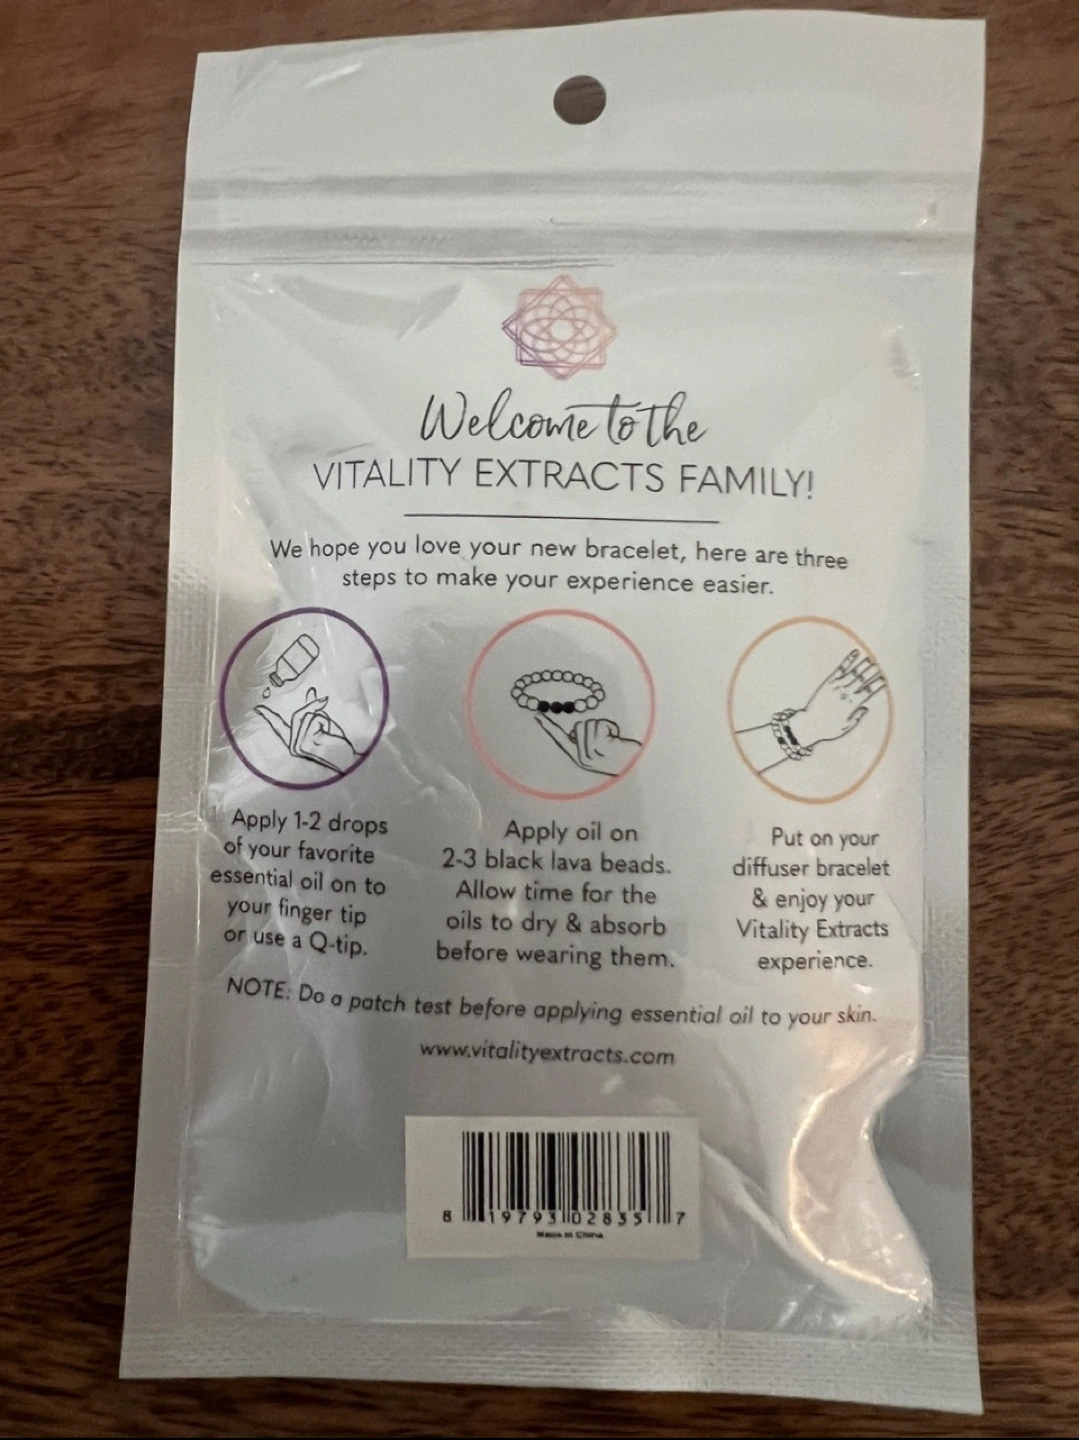 Welcome to the
VITALITY EXTRACTS FAMILY!
We hope you love your new bracelet, here are three
steps to make your experience easier.
Apply 1-2 drops
of your favorite
essential oil on to
your finger tip
or use a Q-tip.
Apply oil on
2-3 black lava beads.
Allow time for the
oils to dry & absorb
before wearing them.
Put on your
diffuser bracelet
& enjoy your
Vitality Extracts
experience.
NOTE: Do a patch test before applying essential oil to your skin.
www.vitalityextracts.com
8 19793 02835 7
Made in China